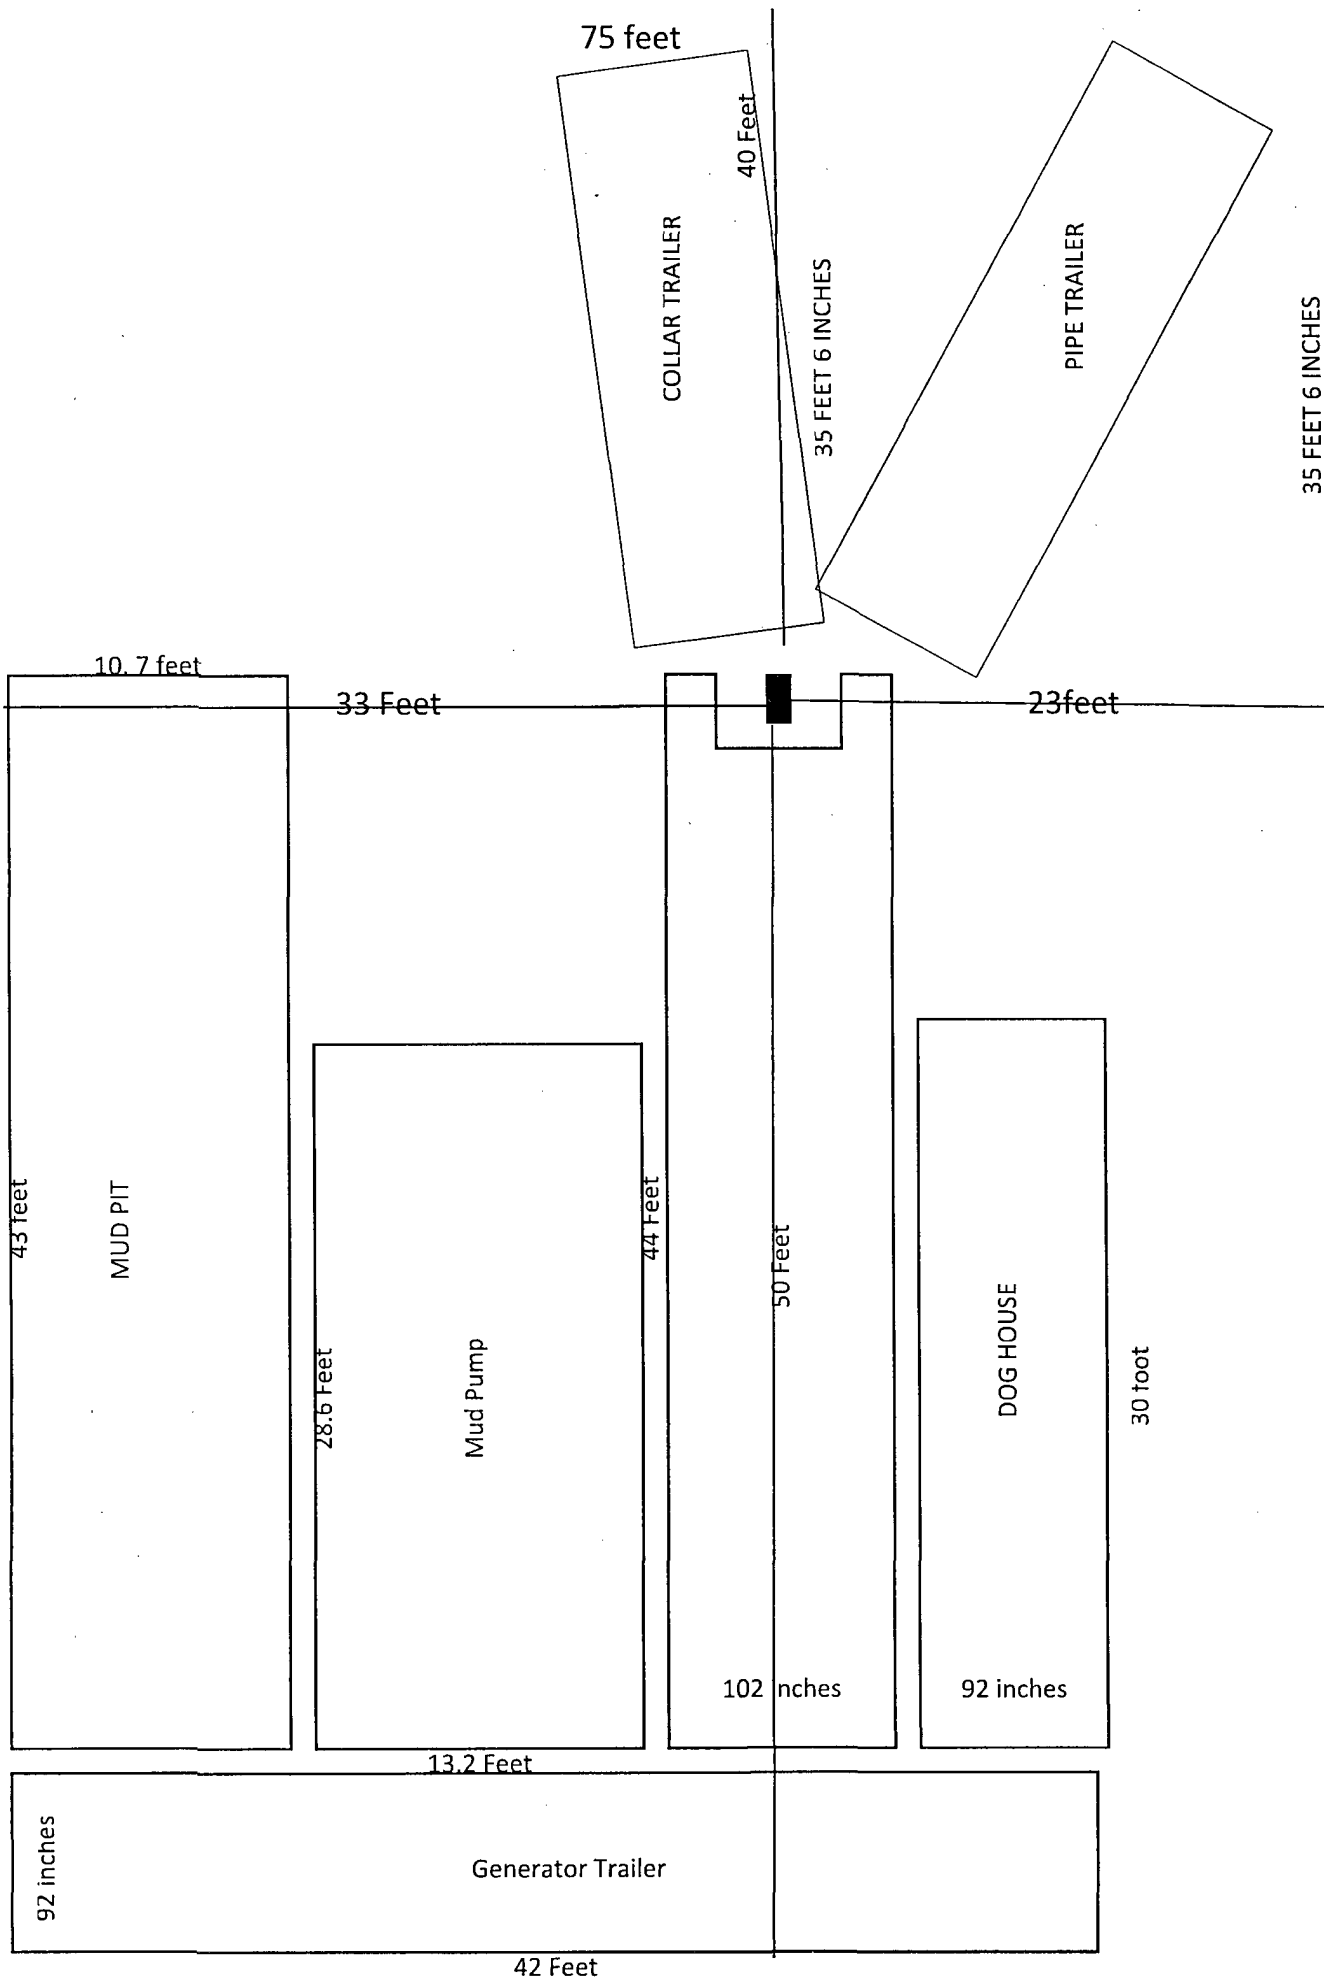 75 feet
40 Feet
COLLAR TRAILER
35 FEET 6 INCHES
PIPE TRAILER
35 FEET 6 INCHES
10. 7 feet
33 Feet
23feet
43 feet
MUD PIT
28.6 Feet
Mud Pump
44 Feet
50 Feet
DOG HOUSE
30 foot
102 inches
92 inches
13.2 Feet
92 inches
Generator Trailer
42 Feet